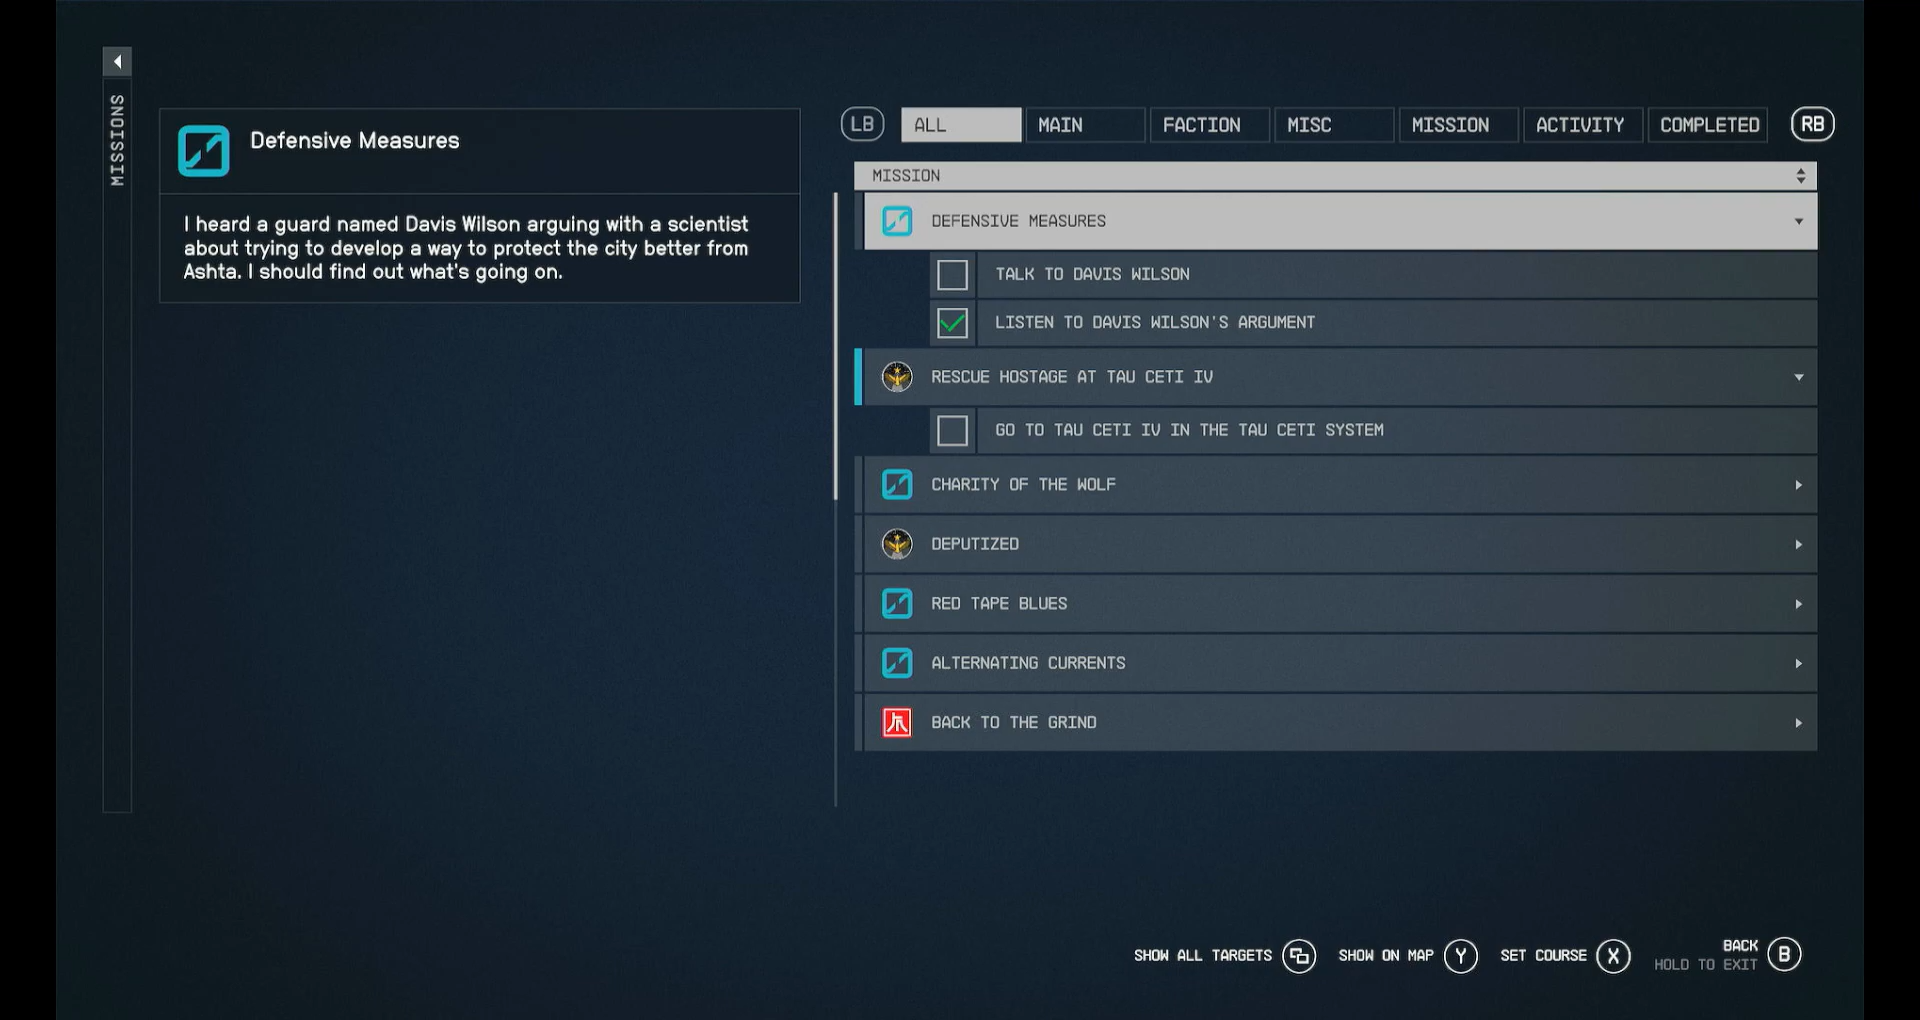 MISSIONS
Defensive Measures
I heard a guard named Davis Wilson arguing with a scientist
about trying to develop a way to protect the city better from
Ashta. I should find out what's going on.
LB ALL MAIN FACTION MISC MISSION ACTIVITY COMPLETED RB
MISSION
DEFENSIVE MEASURES
TALK TO DAVIS WILSON
LISTEN TO DAVIS WILSON'S ARGUMENT
RESCUE HOSTAGE AT TAU CETI IV
GO TO TAU CETI IV IN THE TAU CETI SYSTEM
CHARITY OF THE WOLF
DEPUTIZED
RED TAPE BLUES
ALTERNATING CURRENTS
BACK TO THE GRIND
SHOW ALL TARGETS SHOW ON MAP Y SET COURSE X BACK B
HOLD TO EXIT